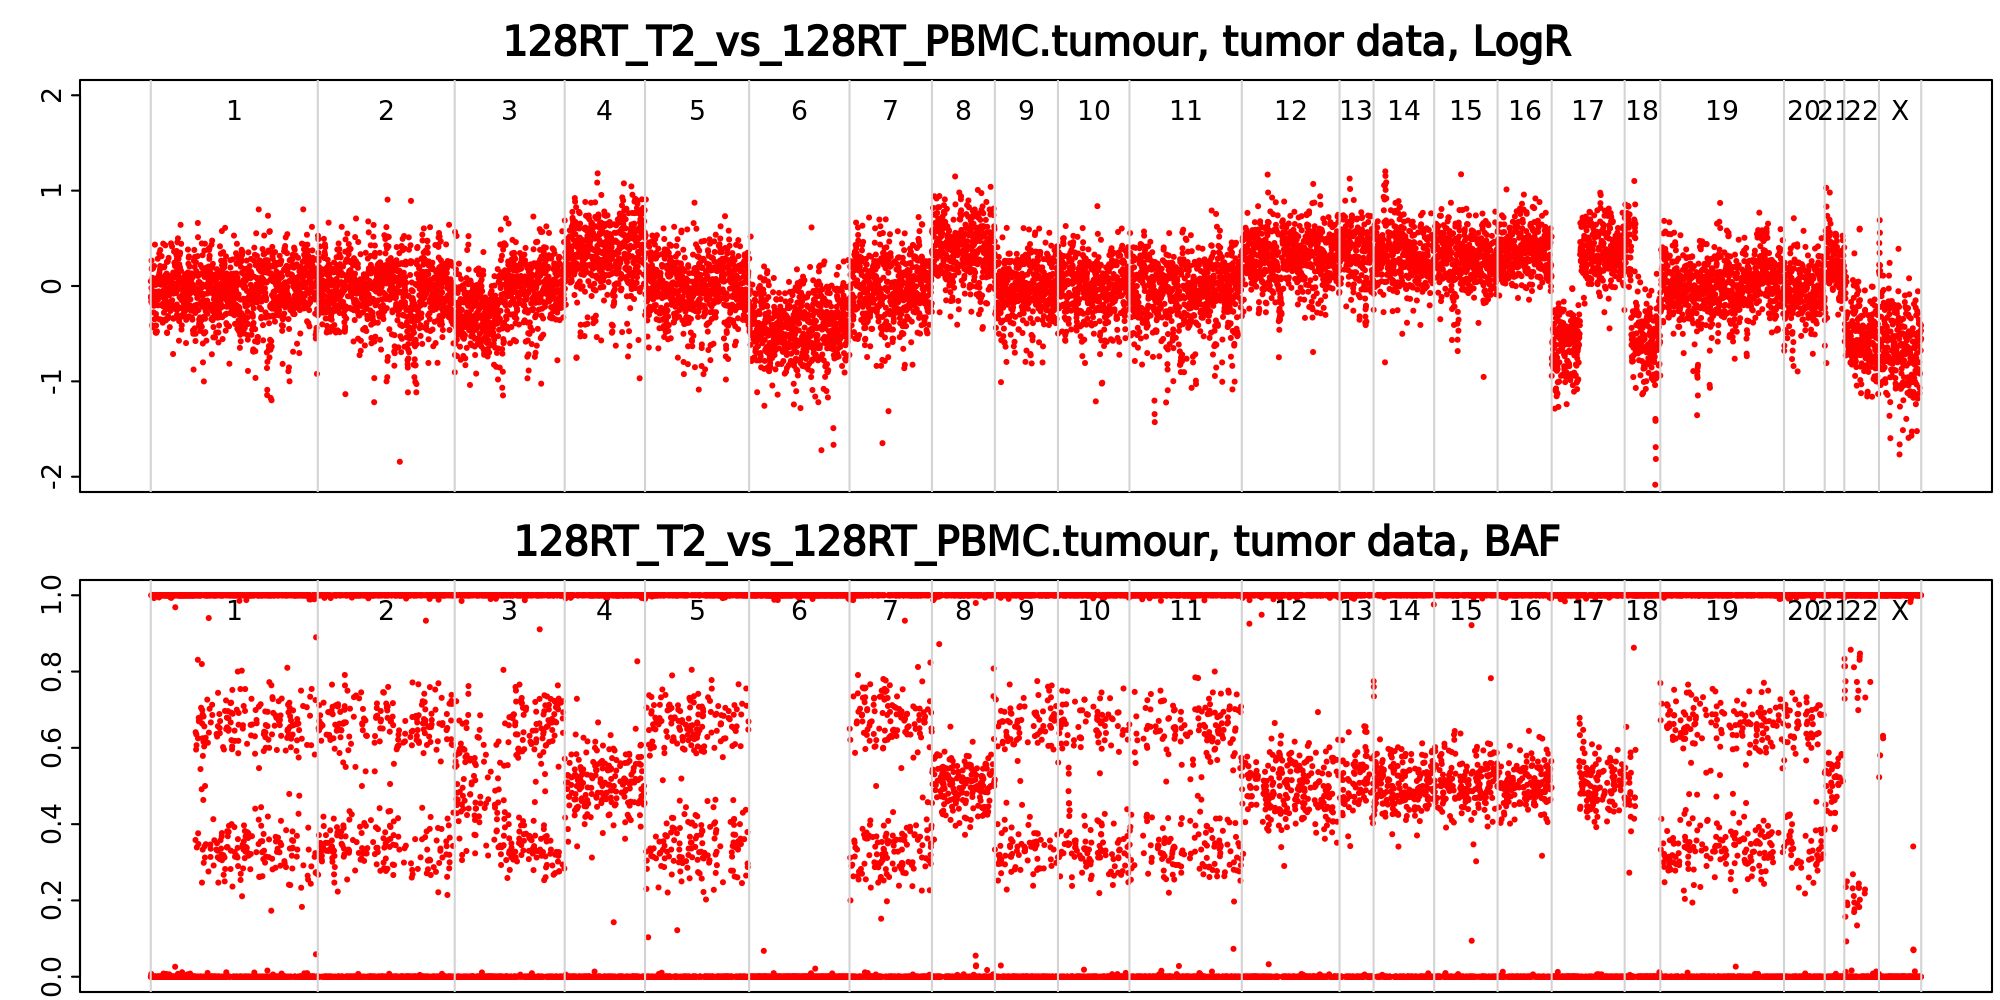 128RT_T2_vs_128RT_PBMC.tumour, tumor data, LogR
2
1
0
-1
-2
1 2 3 4 5 6 7 8 9 10 11 12 13 14 15 16 17 18 19 20 21 22 X
128RT_T2_vs_128RT_PBMC.tumour, tumor data, BAF
1.0
0.8
0.6
0.4
0.2
0.0
1 2 3 4 5 6 7 8 9 10 11 12 13 14 15 16 17 18 19 20 21 22 X